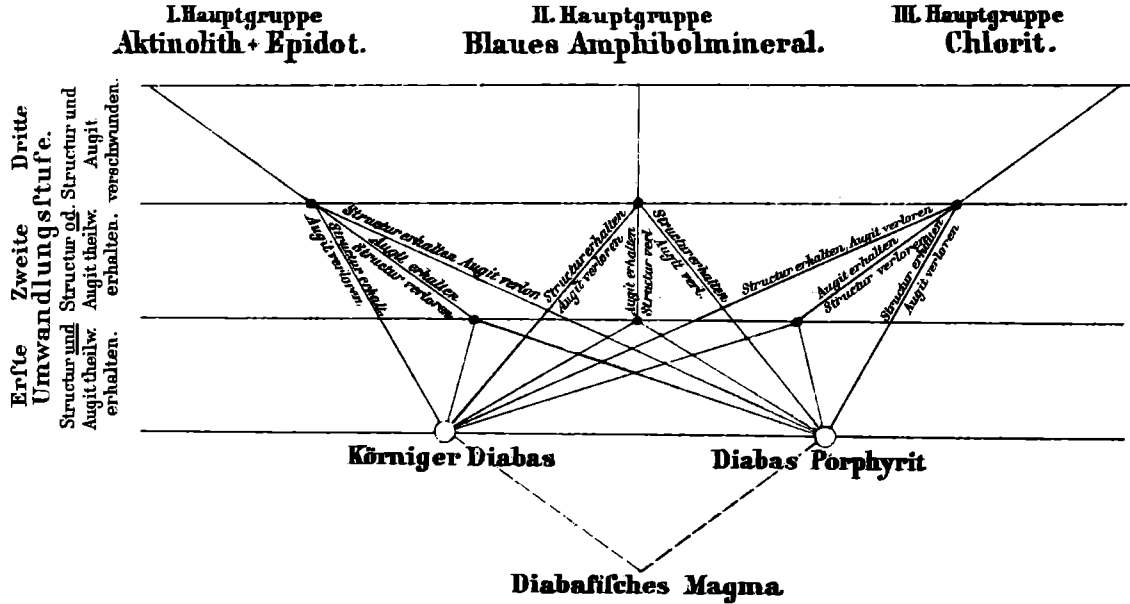 I. Hauptgruppe
Aktinolith + Epidot.
II. Hauptgruppe
Blaues Amphibolmineral.
III. Hauptgruppe
Chlorit.
Erſte Zweite Dritte
Umwandlungsſtufe.
Structur und
Augit
verschwunden.
Structur od.
Augit theilw.
erhalten.
Structur und
Augit theilw.
erhalten.
Structur erhalten Augit verlon
Augit erhalten
Structur verloren
Structur erhalt.
Augit verloren.
Structur erhalten
Augit verloren
Augit erhalten
Structur verl.
Structur erhalten
Augit verl.
Structur erhalten, Augit verloren
Augit erhalten
Structur verloren
Structur erhalten
Augit verloren
Körniger Diabas
Diabas Porphyrit
Diabaſiſches Magma